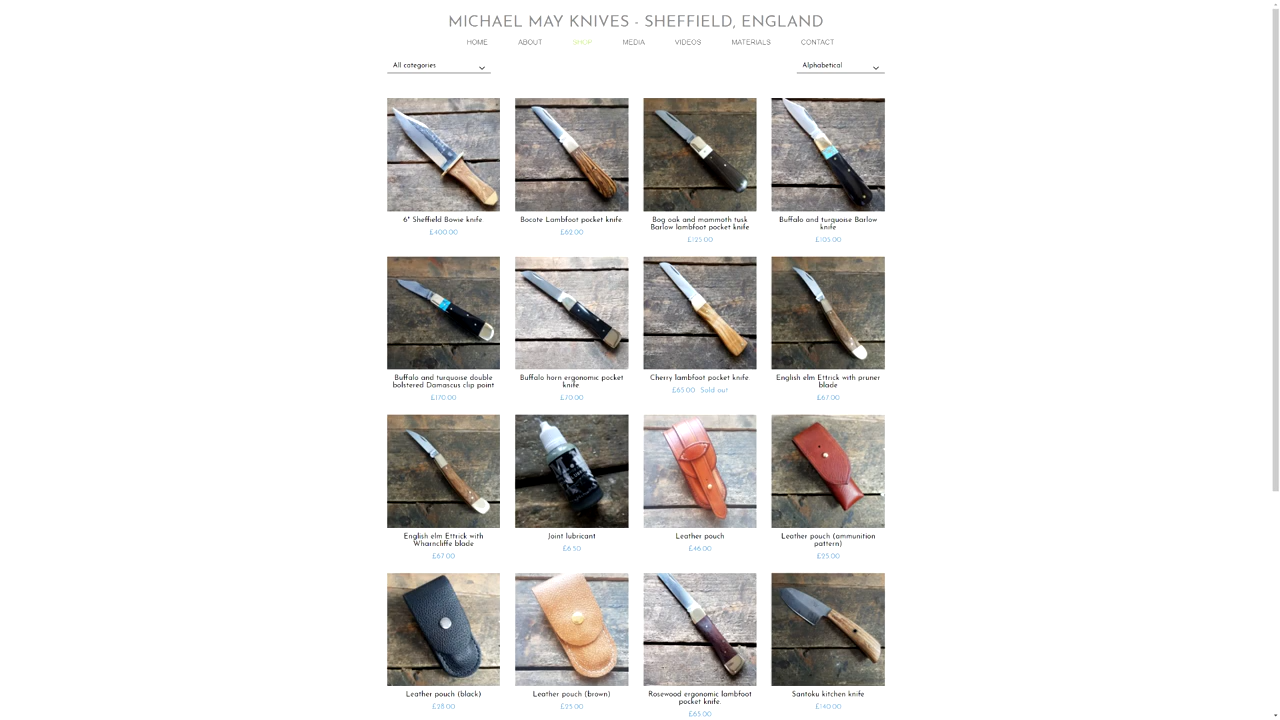 MICHAEL MAY KNIVES - SHEFFIELD, ENGLAND
HOME ABOUT SHOP MEDIA VIDEOS MATERIALS CONTACT
All categories Alphabetical
6" Sheffield Bowie knife
£400.00
Bocote Lambfoot pocket knife.
£62.00
Bog oak and mammoth tusk
Barlow lambfoot pocket knife
£125.00
Buffalo and turquoise Barlow
knife
£105.00
Buffalo and turquoise double
bolstered Damascus clip point
£170.00
Buffalo horn ergonomic pocket
knife
£70.00
Cherry lambfoot pocket knife.
£65.00 Sold out
English elm Ettrick with pruner
blade
£67.00
English elm Ettrick with
Wharncliffe blade
£67.00
Joint lubricant
£6.50
Leather pouch
£46.00
Leather pouch (ammunition
pattern)
£25.00
Leather pouch (black)
£28.00
Leather pouch (brown)
£25.00
Rosewood ergonomic lambfoot
pocket knife.
£65.00
Santoku kitchen knife
£140.00